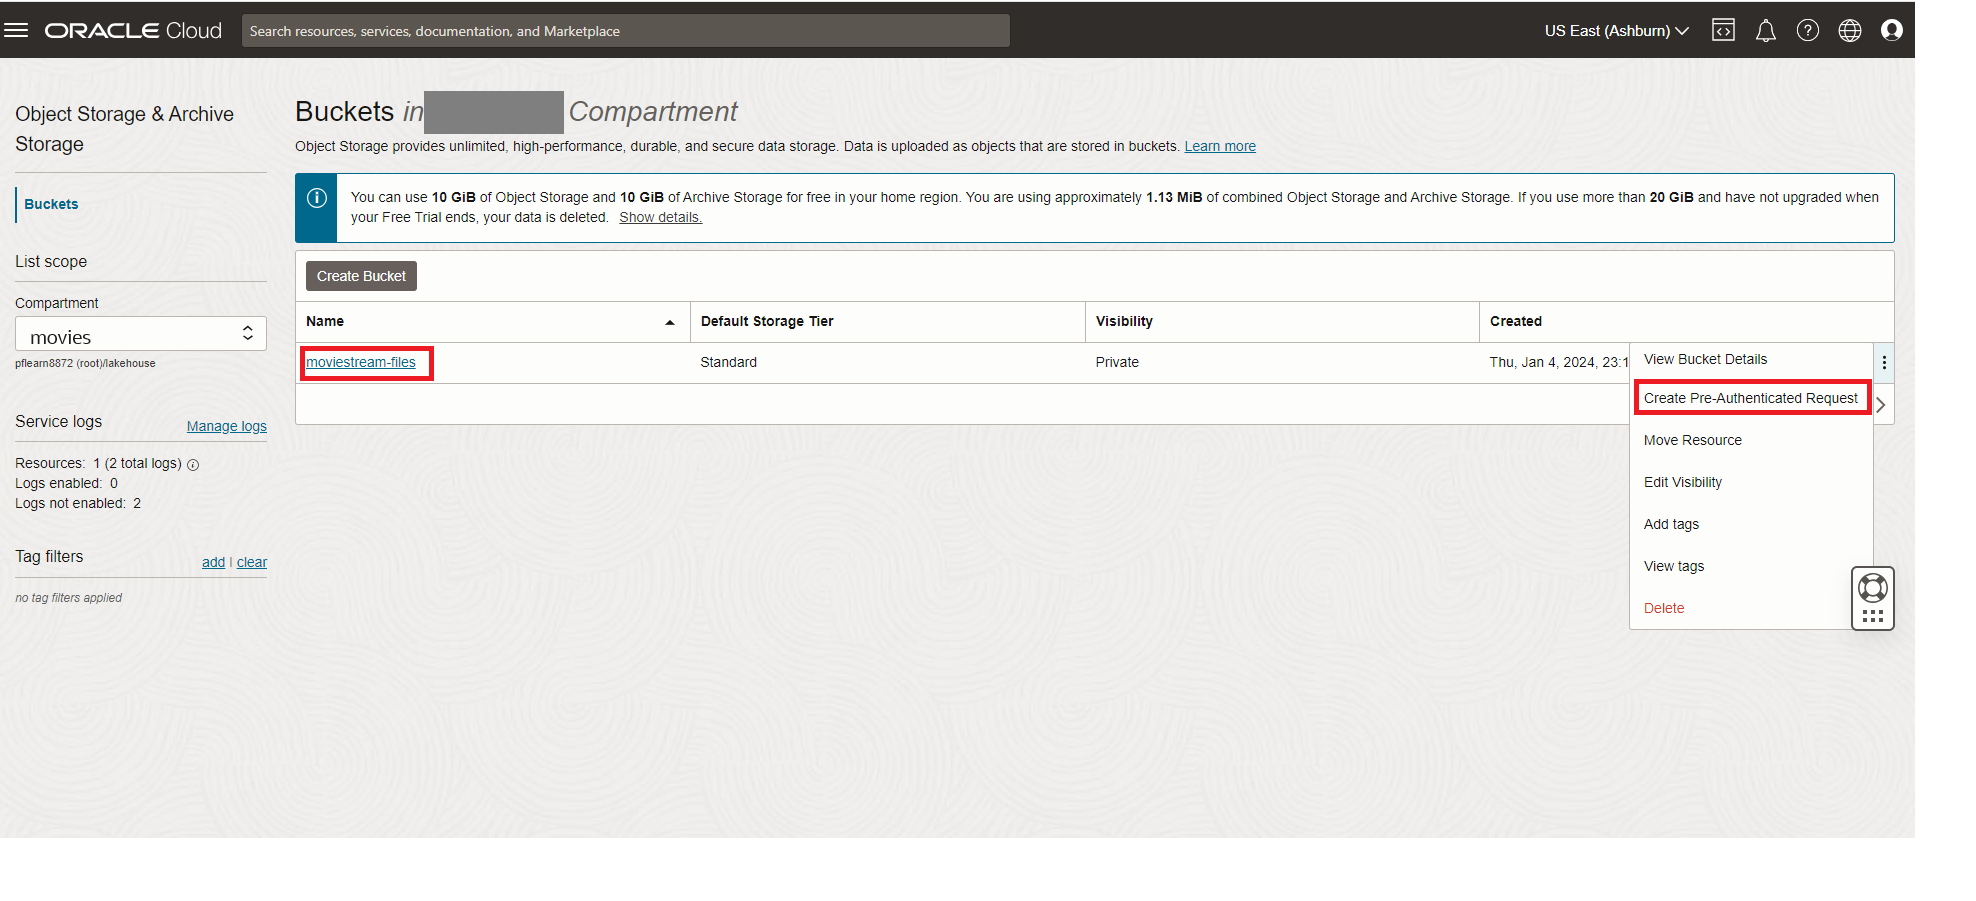 ORACLE Cloud
Search resources, services, documentation, and Marketplace
US East (Ashburn)
Object Storage & Archive
Storage
Buckets
List scope
Compartment
movies
pflearn8872 (root)/lakehouse
Service logs
Manage logs
Resources: 1 (2 total logs)
Logs enabled: 0
Logs not enabled: 2
Tag filters
add | clear
no tag filters applied
Buckets in Compartment
Object Storage provides unlimited, high-performance, durable, and secure data storage. Data is uploaded as objects that are stored in buckets. Learn more
You can use 10 GiB of Object Storage and 10 GiB of Archive Storage for free in your home region. You are using approximately 1.13 MiB of combined Object Storage and Archive Storage. If you use more than 20 GiB and have not upgraded when
your Free Trial ends, your data is deleted. Show details.
Create Bucket
Name Default Storage Tier Visibility Created
moviestream-files Standard Private Thu, Jan 4, 2024, 23:1
View Bucket Details
Create Pre-Authenticated Request
Move Resource
Edit Visibility
Add tags
View tags
Delete